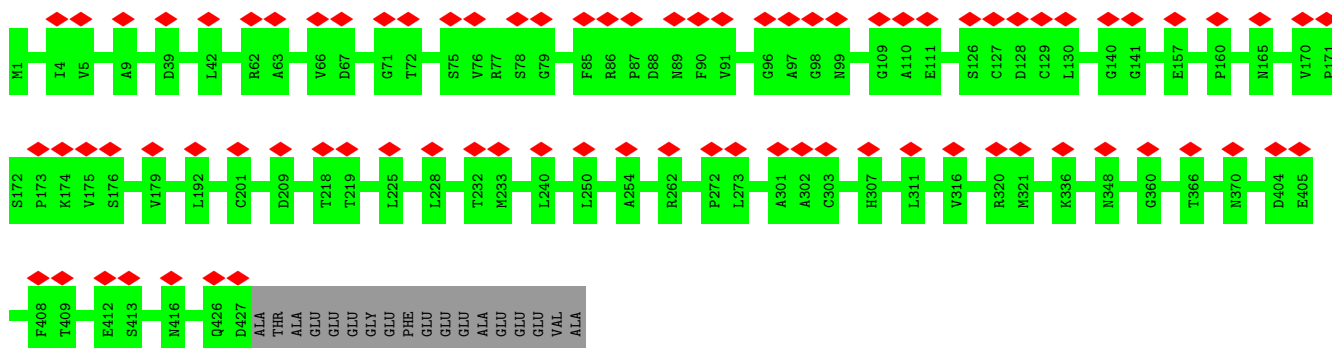 M1 I4 V5 A9 D39 L42 R62 A63 V66 D67 G71 T72 S75 V76 R77 S78 G79 F85 R86 P87 D88 N89 F90 V91 G96 A97 G98 N99 G109 A110 E111 S126 C127 D128 C129 L130 G140 G141 E157 P160 N165 V170 P171
S172 P173 K174 V175 S176 V179 L192 C201 D209 T218 T219 L225 L228 T232 M233 L240 L250 A254 R262 P272 L273 A301 A302 C303 H307 L311 V316 R320 M321 K336 N348 G360 T366 N370 D404 E405
F408 T409 E412 S413 N416 Q426 D427 ALA THR ALA GLU GLU GLU GLY GLU PHE GLU GLU GLU ALA GLU GLU GLU VAL ALA